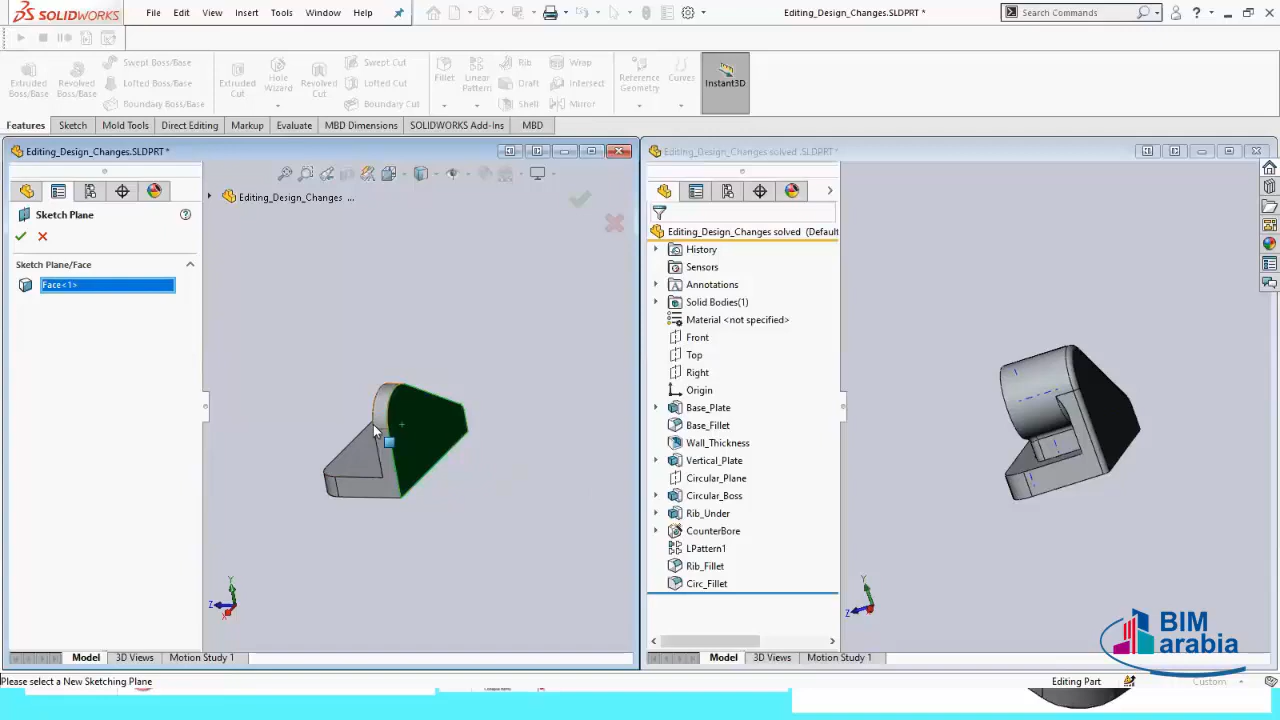 SOLIDWORKS
File Edit View Insert Tools Window Help
Editing_Design_Changes.SLDPRT *
Search Commands
Extruded Boss/Base
Revolved Boss/Base
Swept Boss/Base
Lofted Boss/Base
Boundary Boss/Base
Extruded Cut
Hole Wizard
Revolved Cut
Swept Cut
Lofted Cut
Boundary Cut
Fillet
Linear Pattern
Rib
Draft
Shell
Wrap
Intersect
Mirror
Reference Geometry
Curves
Instant3D
Features Sketch Mold Tools Direct Editing Markup Evaluate MBD Dimensions SOLIDWORKS Add-Ins MBD
Editing_Design_Changes.SLDPRT *
Sketch Plane
Sketch Plane/Face
Face<1>
Editing_Design_Changes ...
Y
Z
X
Model 3D Views Motion Study 1
Editing_Design_Changes solved .SLDPRT *
Editing_Design_Changes solved (Default
History
Sensors
Annotations
Solid Bodies(1)
Material <not specified>
Front
Top
Right
Origin
Base_Plate
Base_Fillet
Wall_Thickness
Vertical_Plate
Circular_Plane
Circular_Boss
Rib_Under
CounterBore
LPattern1
Rib_Fillet
Circ_Fillet
Y
Z
Model 3D Views Motion Study 1
BIM
arabia
Please select a New Sketching Plane
Editing Part
Custom